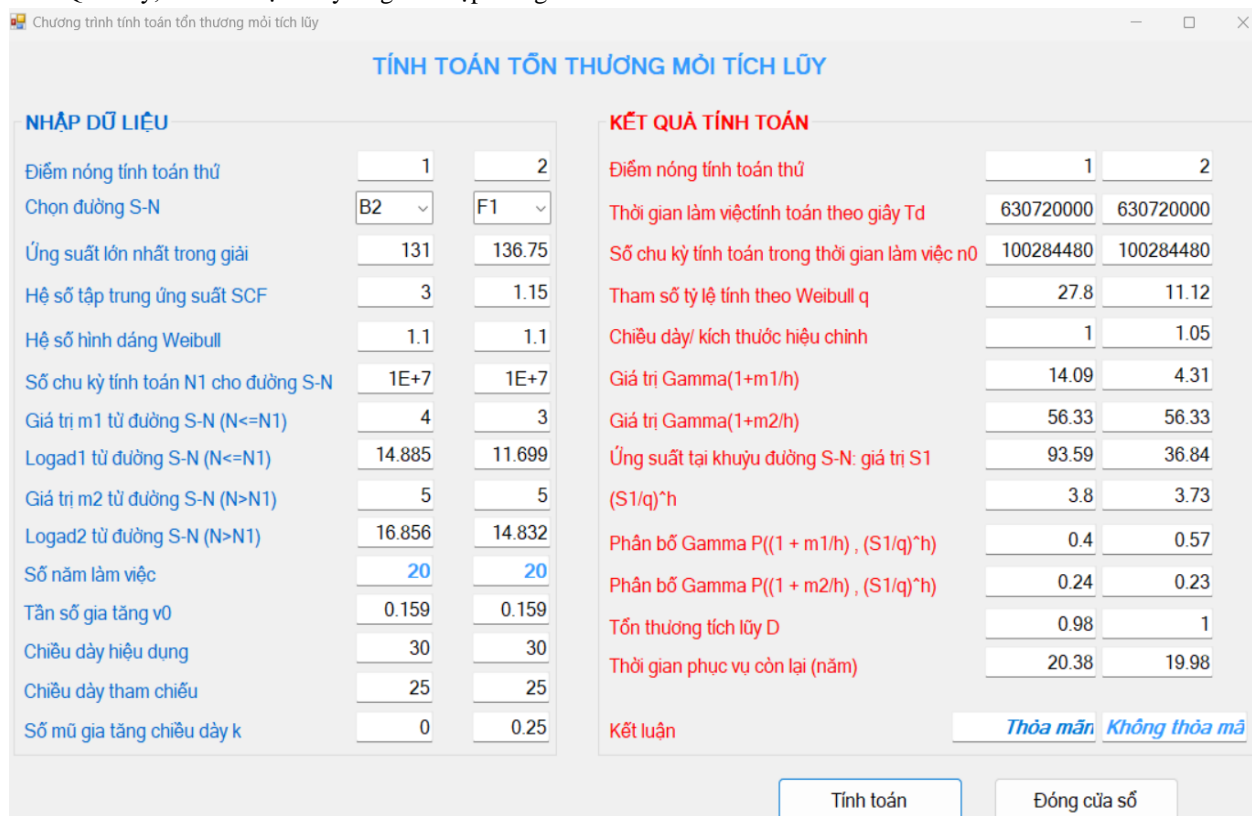 Chương trình tính toán tổn thương mỏi tích lũy
TÍNH TOÁN TỔN THƯƠNG MỎI TÍCH LŨY
NHẬP DỮ LIỆU
Điểm nóng tính toán thứ 1 2
Chọn đường S-N B2 F1
Ứng suất lớn nhất trong giải 131 136.75
Hệ số tập trung ứng suất SCF 3 1.15
Hệ số hình dáng Weibull 1.1 1.1
Số chu kỳ tính toán N1 cho đường S-N 1E+7 1E+7
Giá trị m1 từ đường S-N (N<=N1) 4 3
Logad1 từ đường S-N (N<=N1) 14.885 11.699
Giá trị m2 từ đường S-N (N>N1) 5 5
Logad2 từ đường S-N (N>N1) 16.856 14.832
Số năm làm việc 20 20
Tần số gia tăng v0 0.159 0.159
Chiều dày hiệu dụng 30 30
Chiều dày tham chiếu 25 25
Số mũ gia tăng chiều dày k 0 0.25
KẾT QUẢ TÍNH TOÁN
Điểm nóng tính toán thứ 1 2
Thời gian làm việctính toán theo giây Td 630720000 630720000
Số chu kỳ tính toán trong thời gian làm việc n0 100284480 100284480
Tham số tỷ lệ tính theo Weibull q 27.8 11.12
Chiều dày/ kích thước hiệu chỉnh 1 1.05
Giá trị Gamma(1+m1/h) 14.09 4.31
Giá trị Gamma(1+m2/h) 56.33 56.33
Ứng suất tại khuỷu đường S-N: giá trị S1 93.59 36.84
(S1/q)^h 3.8 3.73
Phân bố Gamma P((1 + m1/h) , (S1/q)^h) 0.4 0.57
Phân bố Gamma P((1 + m2/h) , (S1/q)^h) 0.24 0.23
Tổn thương tích lũy D 0.98 1
Thời gian phục vụ còn lại (năm) 20.38 19.98
Kết luận Thỏa mãn Không thỏa mã
Tính toán Đóng cửa sổ